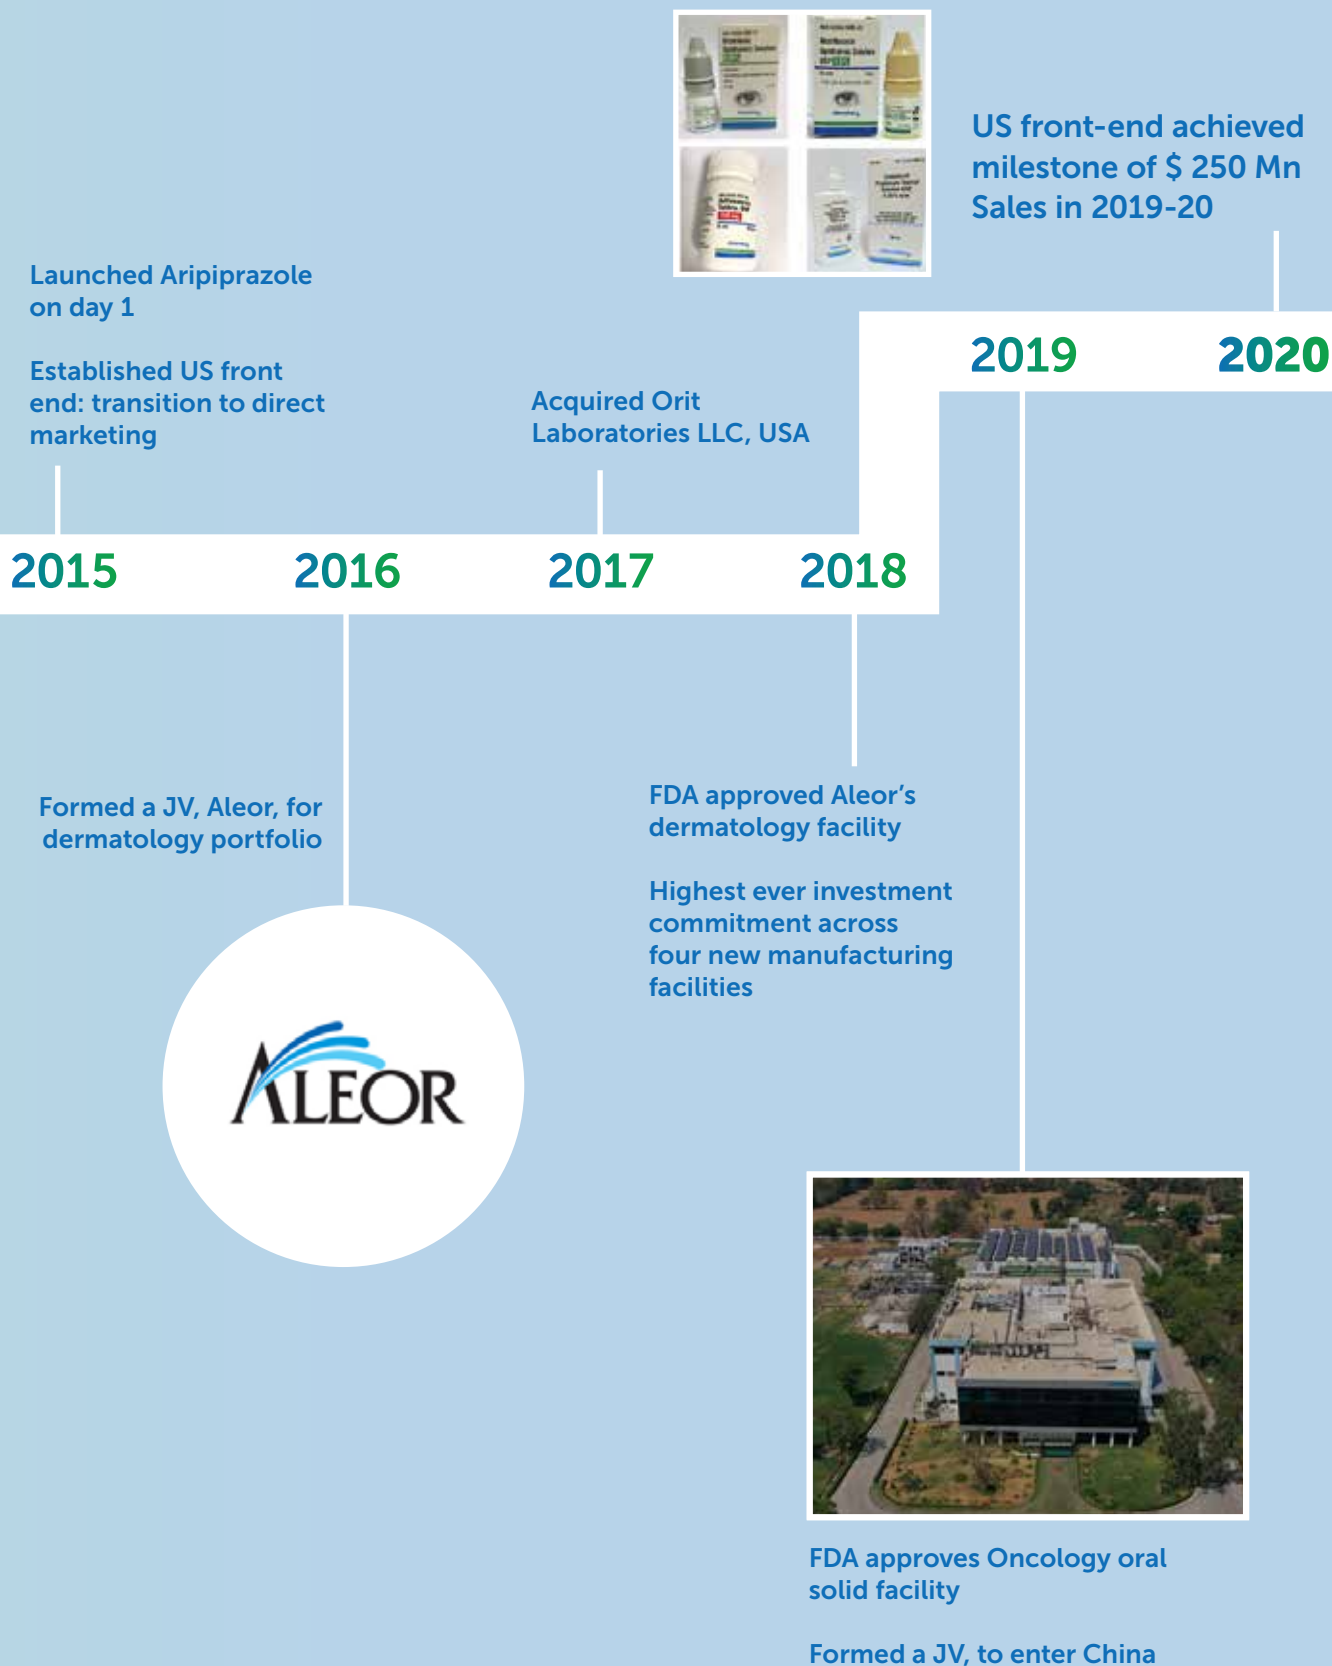 US front-end achieved
milestone of $ 250 Mn
Sales in 2019-20
Launched Aripiprazole
on day 1
Established US front
end: transition to direct
marketing
Acquired Orit
Laboratories LLC, USA
2019
2020
2015
2016
2017
2018
Formed a JV, Aleor, for
dermatology portfolio
FDA approved Aleor’s
dermatology facility
Highest ever investment
commitment across
four new manufacturing
facilities
ALEOR
FDA approves Oncology oral
solid facility
Formed a JV, to enter China